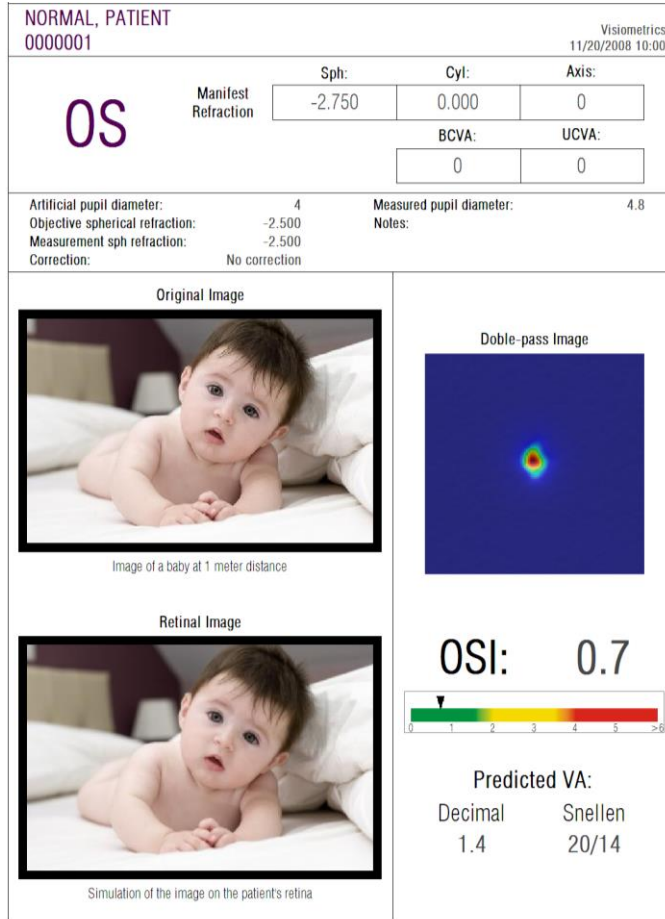 NORMAL, PATIENT
0000001
Visiometrics
11/20/2008 10:00
OS
Manifest
Refraction
Sph: Cyl: Axis:
-2.750 0.000 0
BCVA: UCVA:
0 0
Artificial pupil diameter: 4
Objective spherical refraction: -2.500
Measurement sph refraction: -2.500
Correction: No correction
Measured pupil diameter: 4.8
Notes:
Original Image
Image of a baby at 1 meter distance
Retinal Image
Simulation of the image on the patient's retina
Doble-pass Image
OSI: 0.7
0 1 2 3 4 5 >6
Predicted VA:
Decimal Snellen
1.4 20/14